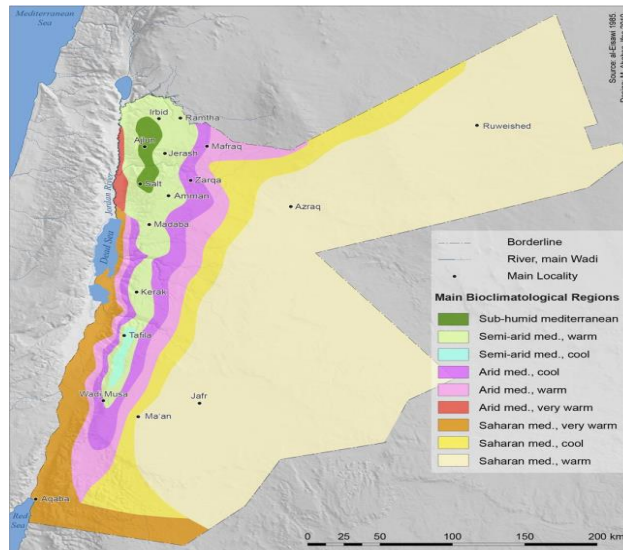 Mediterranean
Sea
Source: al-Eisawi 1985.
Irbid
Ramtha
Ajlun
Jerash
Mafraq
Ruweished
Jordan River
Salt
Zarqa
Amman
Azraq
Madaba
Dead Sea
Kerak
Tafila
Wadi Musa
Jafr
Ma'an
Aqaba
Red
Sea
Borderline
River, main Wadi
Main Locality
Main Bioclimatological Regions
Sub-humid mediterranean
Semi-arid med., warm
Semi-arid med., cool
Arid med., cool
Arid med., warm
Arid med., very warm
Saharan med., very warm
Saharan med., cool
Saharan med., warm
0 25 50 100 150 200 km